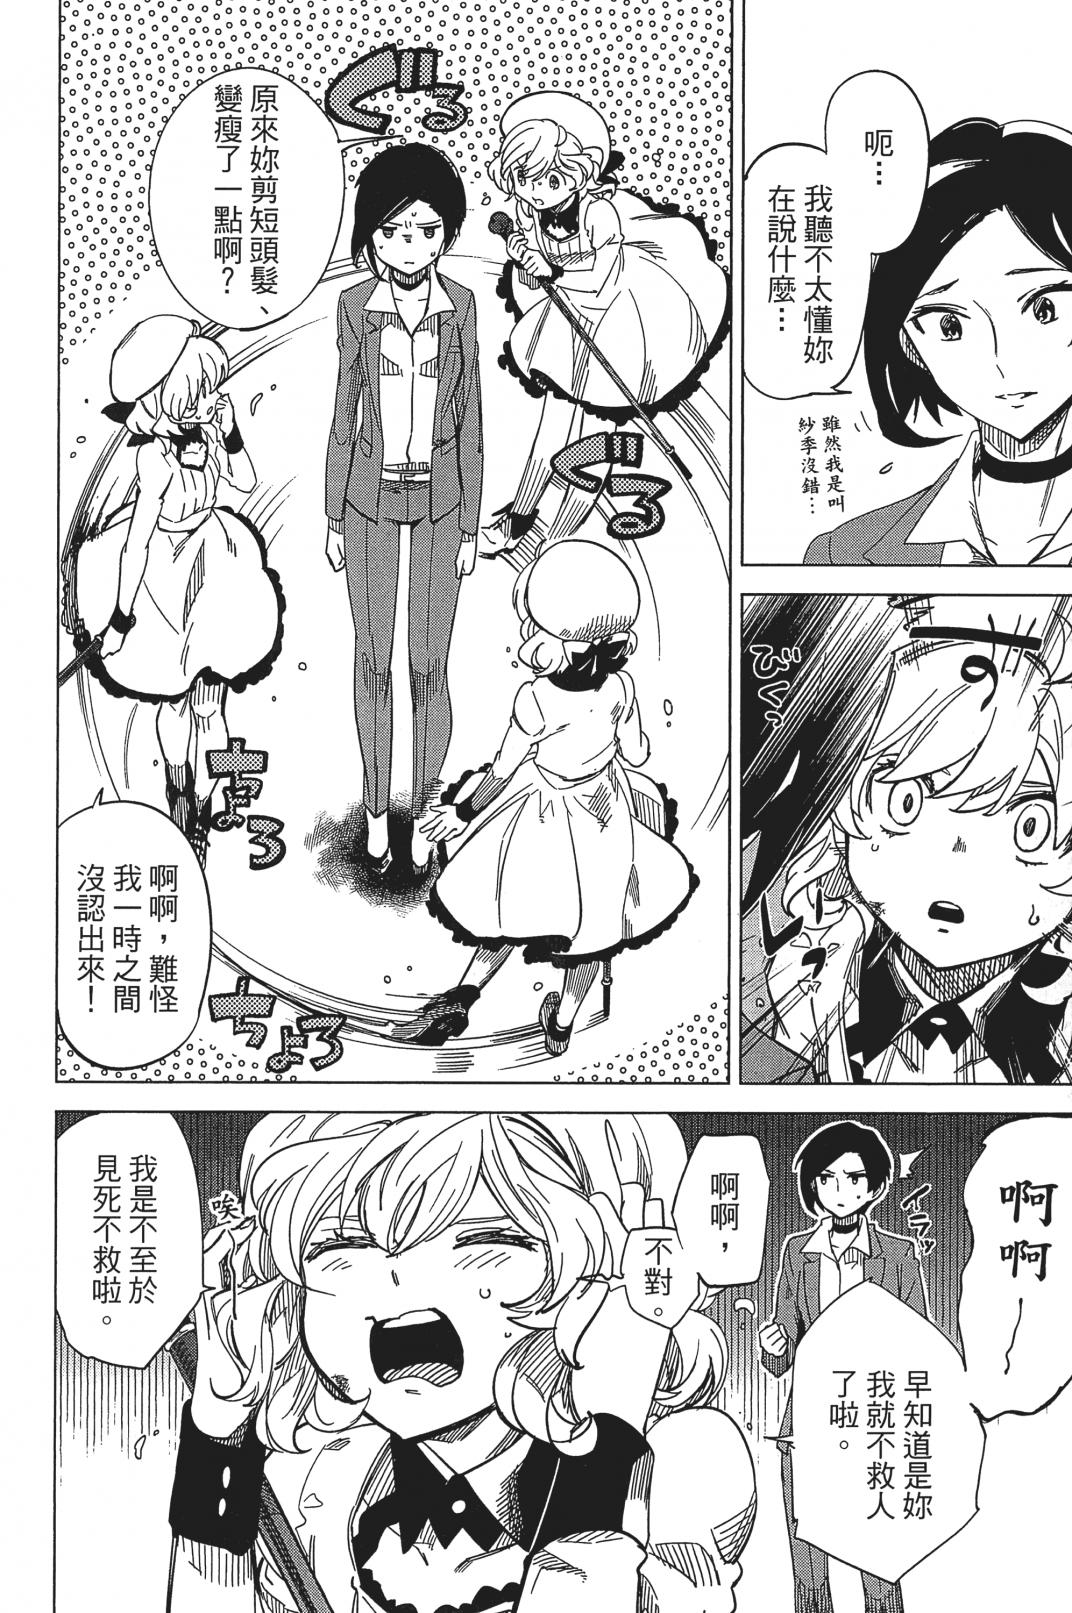 呃…
我聽不太懂妳
在說什麼…
雖然我是叫
紗季沒錯…
びくっ
ぐる
原來妳剪短頭髮、
變瘦了一點啊?
ぐる
ちょろ
ちょろ
啊啊，難怪
我一時之間
沒認出來!
啊啊
イラッ
早知道是妳
我就不救人
了啦。
啊啊，
不對。
唉
我是不至於
見死不救啦。